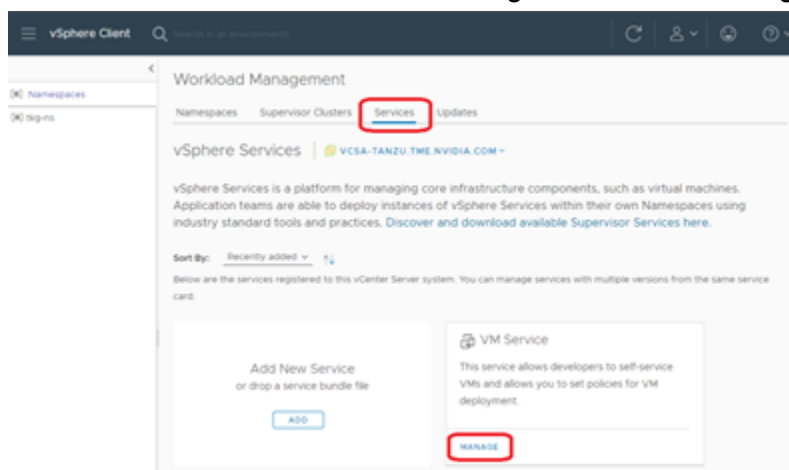 vSphere Client
Search in all environments
Workload Management
Namespaces
tkg-ns
Namespaces Supervisor Clusters Services Updates
vSphere Services VCSA-TANZU.TME.NVIDIA.COM
vSphere Services is a platform for managing core infrastructure components, such as virtual machines.
Application teams are able to deploy instances of vSphere Services within their own Namespaces using
industry standard tools and practices. Discover and download available Supervisor Services here.
Sort By: Recently added
Below are the services registered to this vCenter Server system. You can manage services with multiple versions from the same service
card.
Add New Service
or drop a service bundle file
ADD
VM Service
This service allows developers to self-service
VMs and allows you to set policies for VM
deployment.
MANAGE